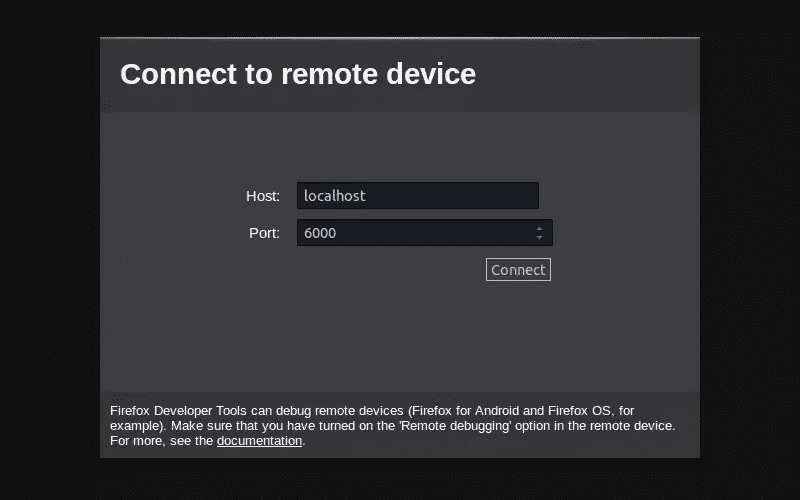 Connect to remote device
Host: localhost
Port: 6000
Connect
Firefox Developer Tools can debug remote devices (Firefox for Android and Firefox OS, for
example). Make sure that you have turned on the 'Remote debugging' option in the remote device.
For more, see the documentation.